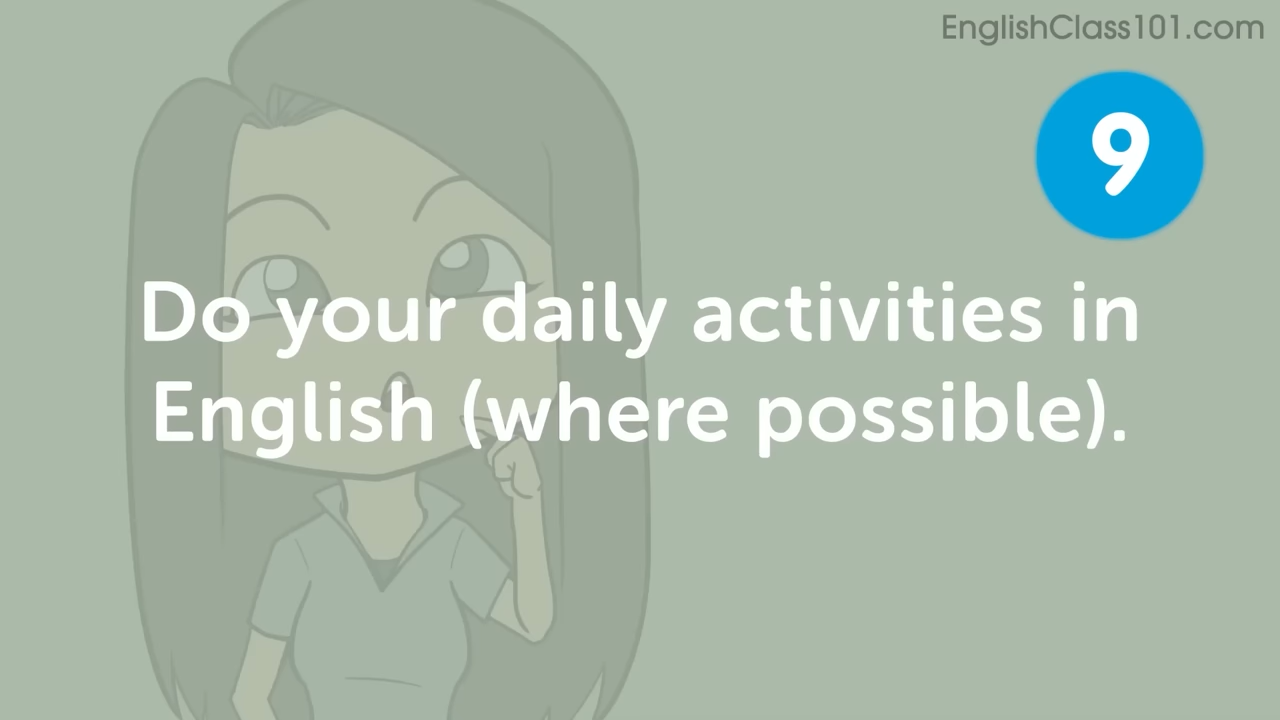 EnglishClass101.com
9
Do your daily activities in
English (where possible).